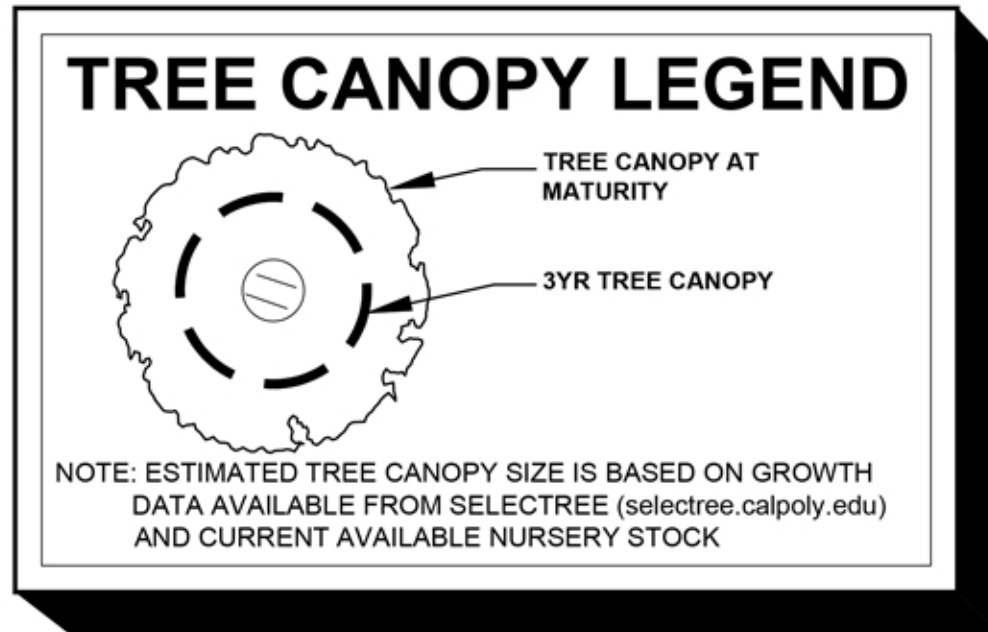 TREE CANOPY LEGEND
TREE CANOPY AT
MATURITY
3YR TREE CANOPY
NOTE: ESTIMATED TREE CANOPY SIZE IS BASED ON GROWTH
DATA AVAILABLE FROM SELECTREE (selectree.calpoly.edu)
AND CURRENT AVAILABLE NURSERY STOCK